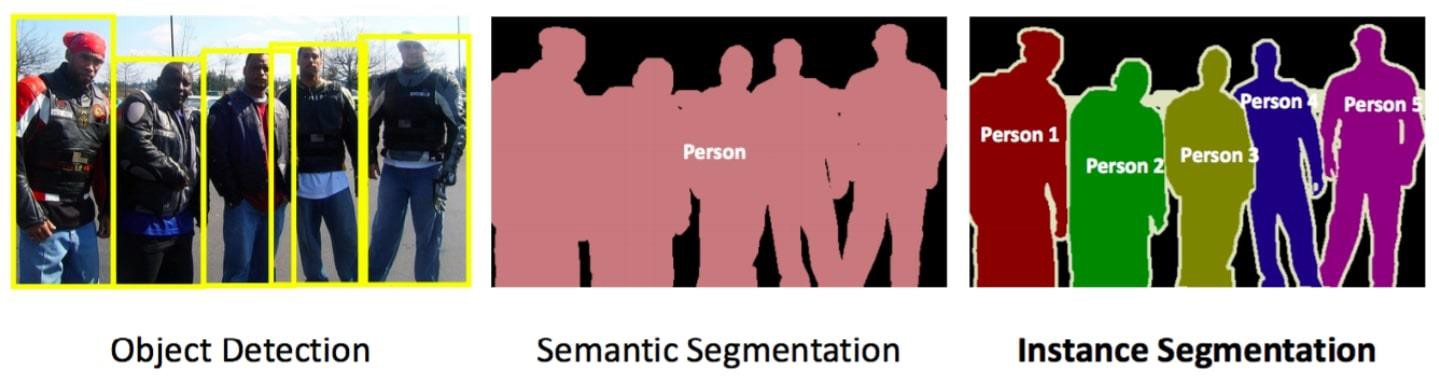 Person
Person 1
Person 2
Person 3
Person 4
Person 5
Object Detection
Semantic Segmentation
Instance Segmentation